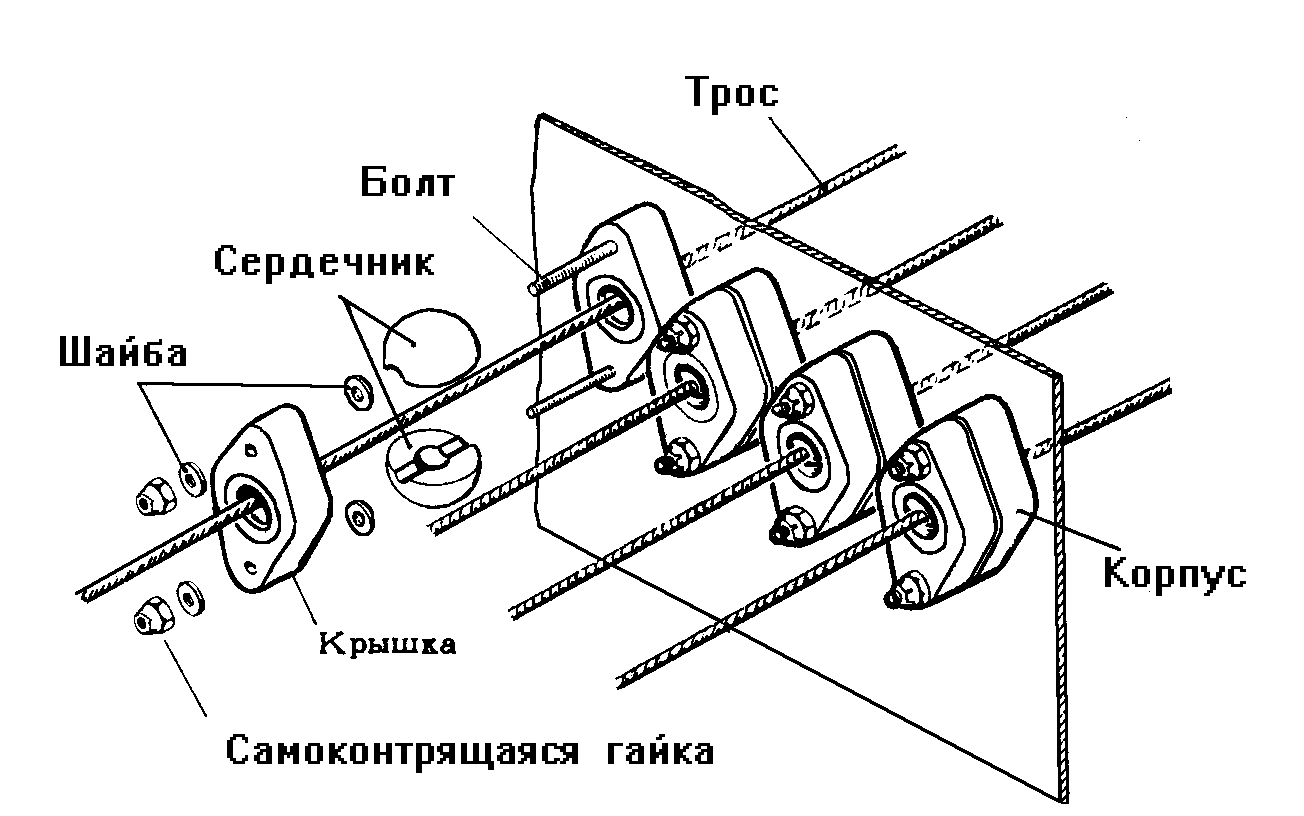 Трос
Болт
Сердечник
Шайба
Корпус
Крышка
Самоконтрящаяся гайка